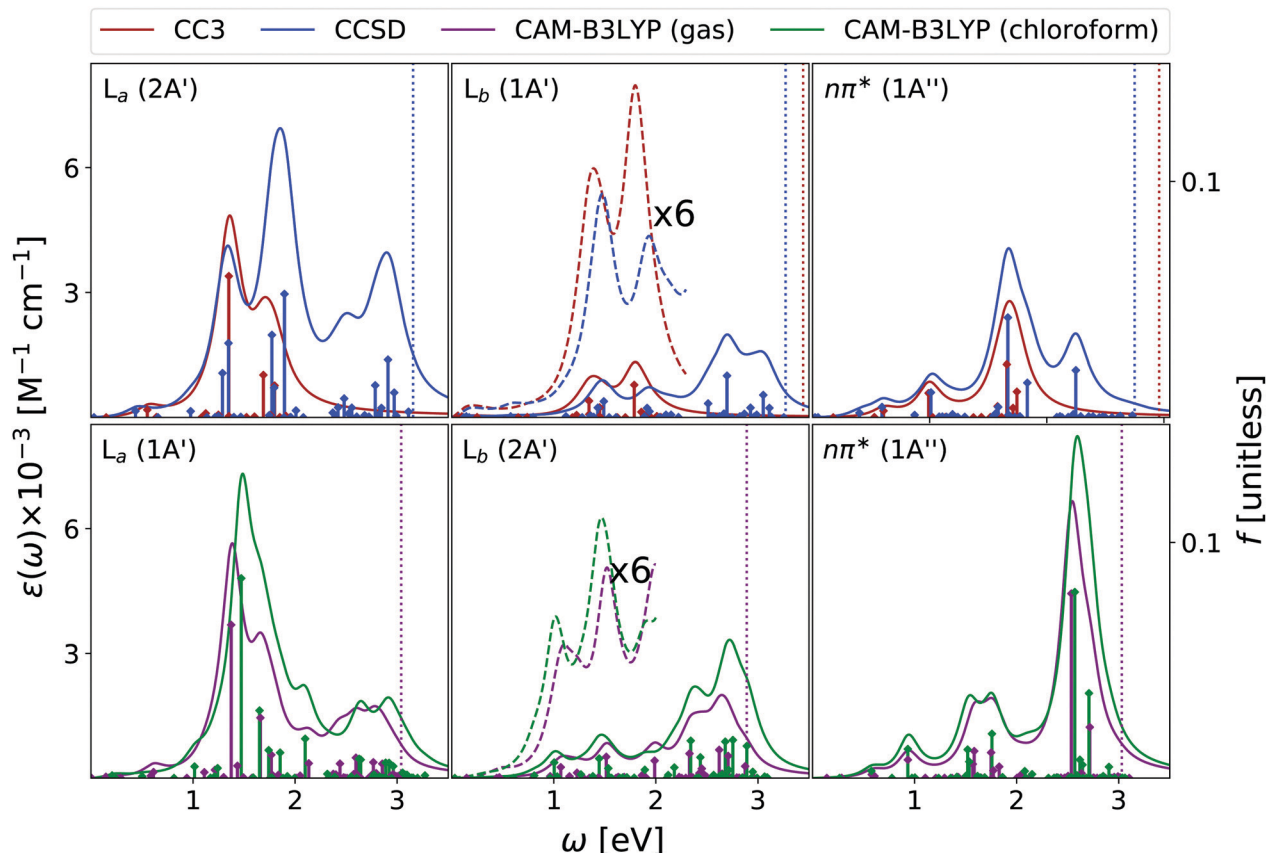 CC3 CCSD CAM-B3LYP (gas) CAM-B3LYP (chloroform)
Lₐ (2A') L_b (1A') nπ* (1A'')
6 0.1
x6
3
ε(ω)×10⁻³ [M⁻¹ cm⁻¹]
f [unitless]
Lₐ (1A') L_b (2A') nπ* (1A'')
6 0.1
x6
3
1 2 3 1 2 3 1 2 3
ω [eV]